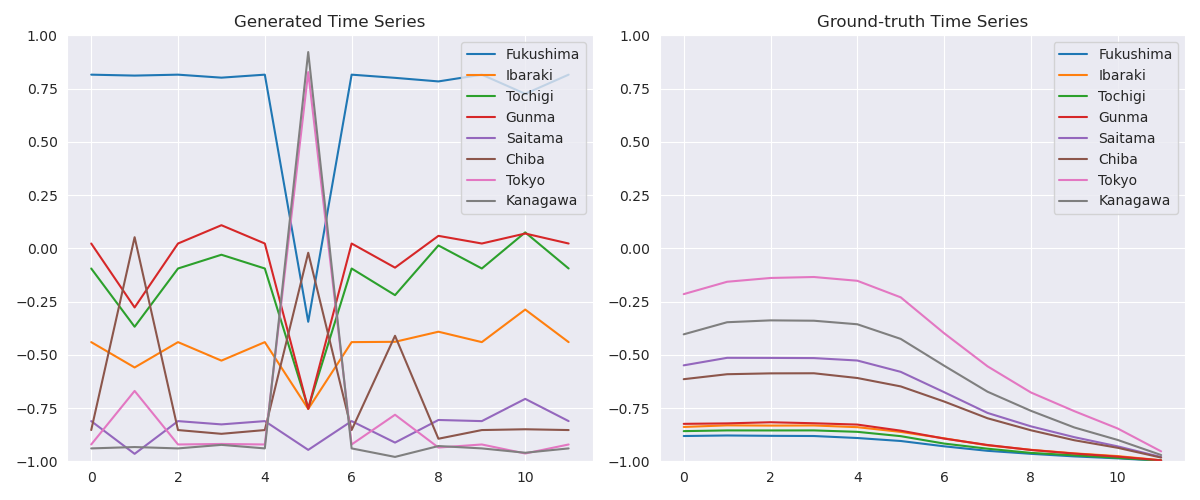 Generated Time Series
1.00
0.75
0.50
0.25
0.00
−0.25
−0.50
−0.75
−1.00
0 2 4 6 8 10
Fukushima
Ibaraki
Tochigi
Gunma
Saitama
Chiba
Tokyo
Kanagawa
Ground-truth Time Series
1.00
0.75
0.50
0.25
0.00
−0.25
−0.50
−0.75
−1.00
0 2 4 6 8 10
Fukushima
Ibaraki
Tochigi
Gunma
Saitama
Chiba
Tokyo
Kanagawa